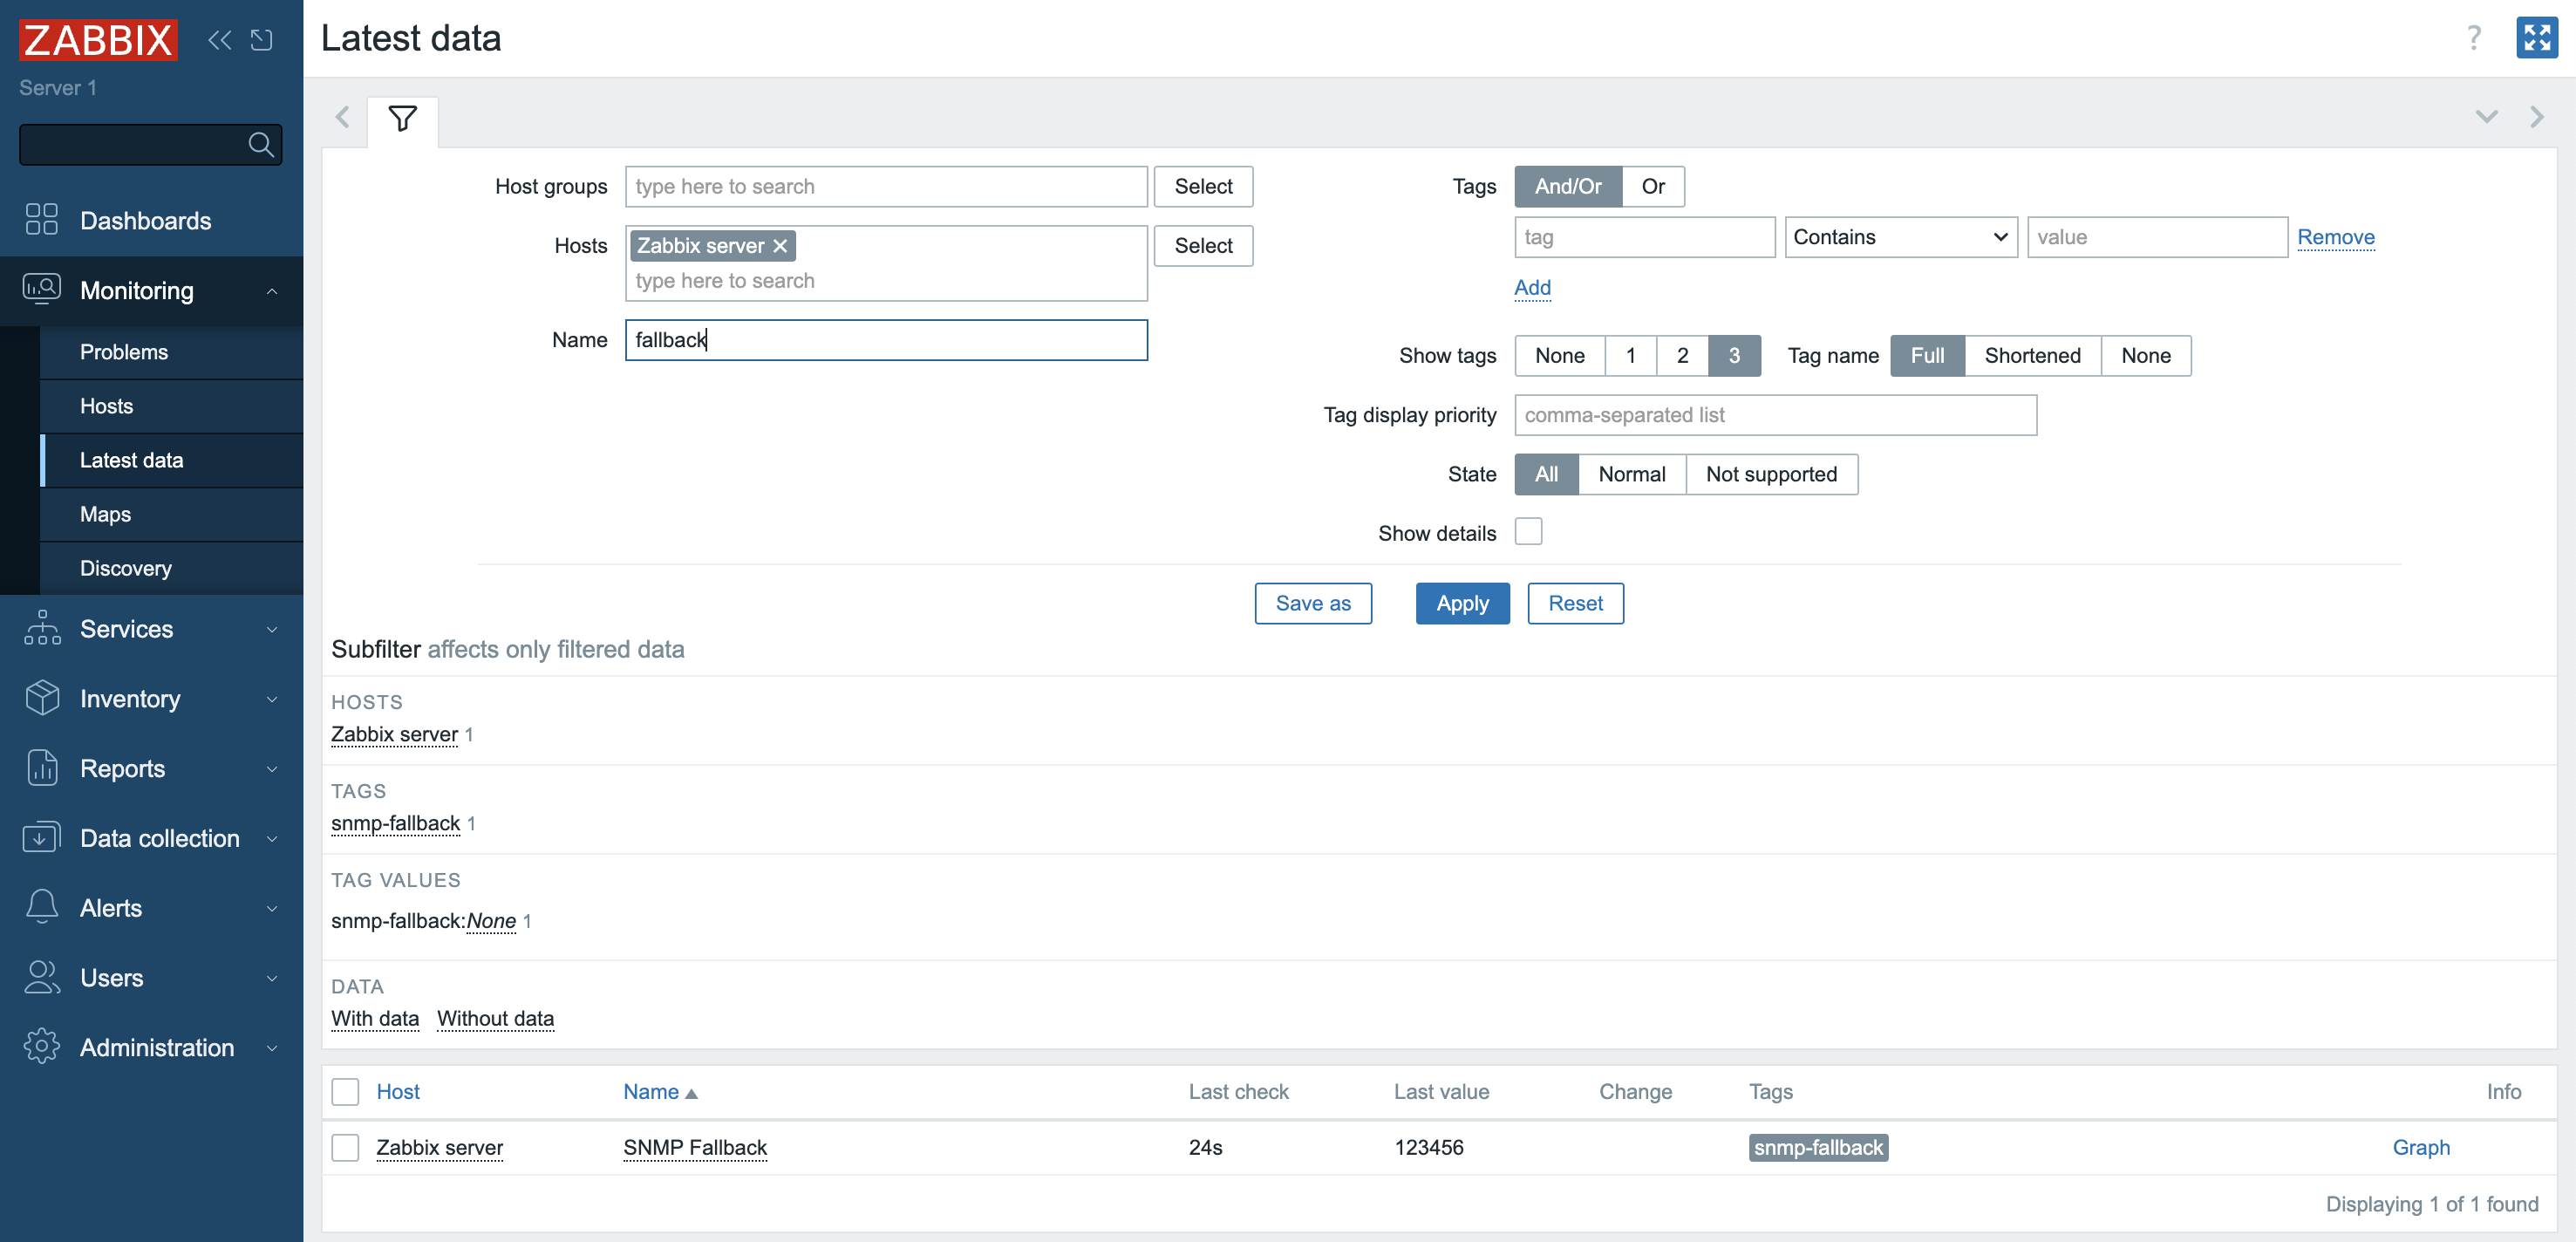 ZABBIX
Server 1
Dashboards
Monitoring
Problems
Hosts
Latest data
Maps
Discovery
Services
Inventory
Reports
Data collection
Alerts
Users
Administration
Latest data
?
Host groups type here to search Select
Hosts Zabbix server type here to search Select
Name fallback
Tags And/Or Or
tag Contains value Remove
Add
Show tags None 1 2 3 Tag name Full Shortened None
Tag display priority comma-separated list
State All Normal Not supported
Show details
Save as Apply Reset
Subfilter affects only filtered data
HOSTS
Zabbix server 1
TAGS
snmp-fallback 1
TAG VALUES
snmp-fallback:None 1
DATA
With data Without data
Host Name Last check Last value Change Tags Info
Zabbix server SNMP Fallback 24s 123456 snmp-fallback Graph
Displaying 1 of 1 found